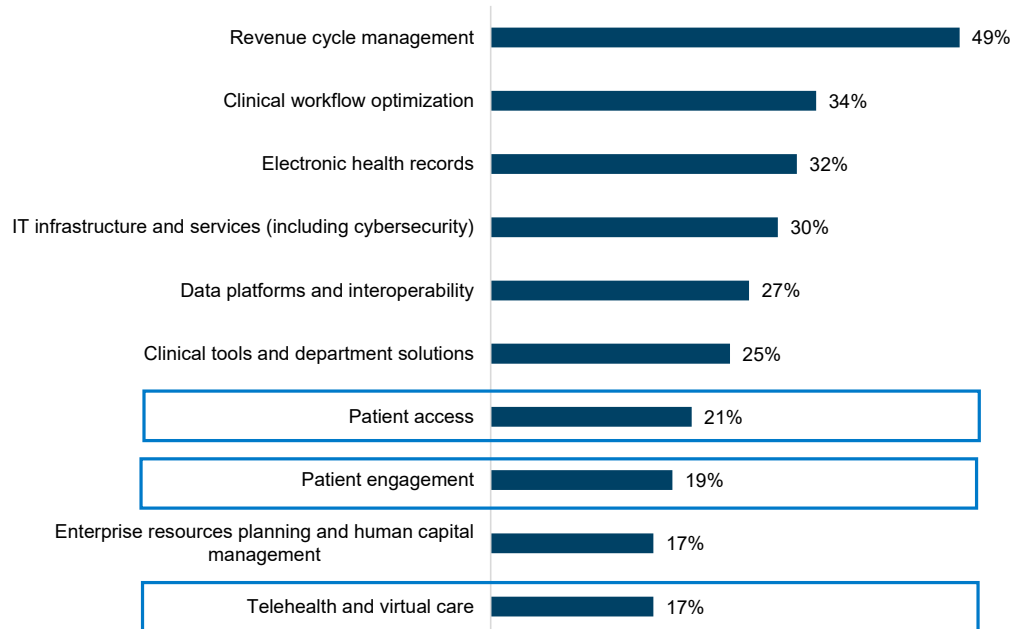 Revenue cycle management 49%
Clinical workflow optimization 34%
Electronic health records 32%
IT infrastructure and services (including cybersecurity) 30%
Data platforms and interoperability 27%
Clinical tools and department solutions 25%
Patient access 21%
Patient engagement 19%
Enterprise resources planning and human capital
management 17%
Telehealth and virtual care 17%